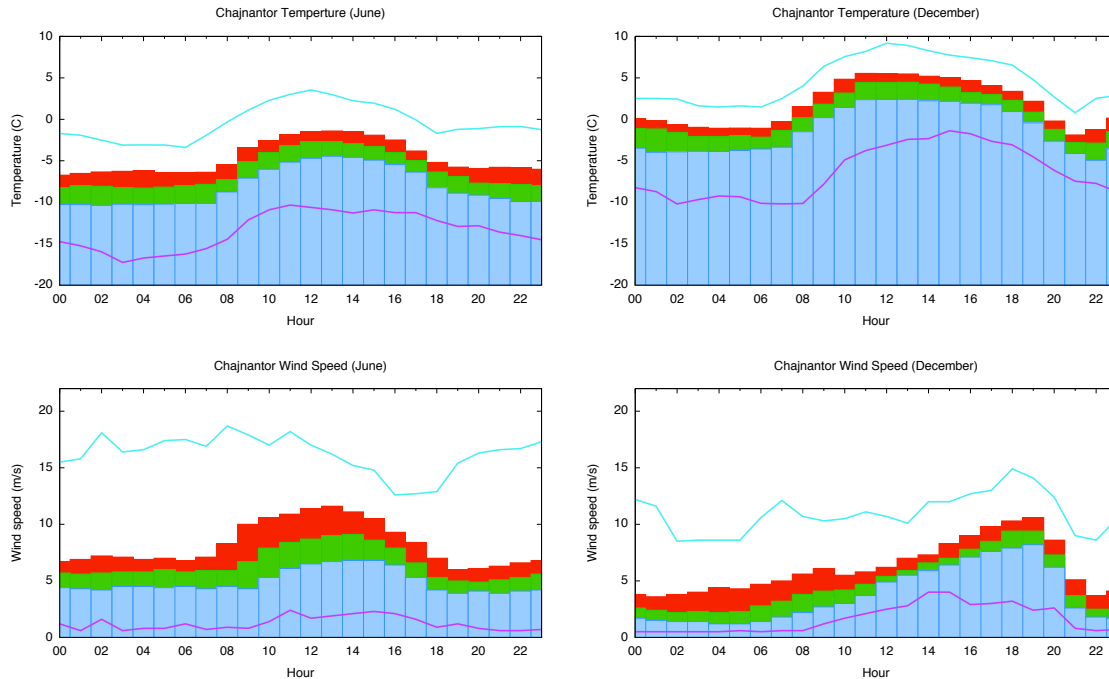 Chajnantor Temperture (June)
10
5
0
-5
-10
-15
-20
Temperature (C)
00 02 04 06 08 10 12 14 16 18 20 22
Hour
Chajnantor Temperature (December)
10
5
0
-5
-10
-15
-20
Temperature (C)
00 02 04 06 08 10 12 14 16 18 20 22
Hour
Chajnantor Wind Speed (June)
20
15
10
5
0
Wind speed (m/s)
00 02 04 06 08 10 12 14 16 18 20 22
Hour
Chajnantor Wind Speed (December)
20
15
10
5
0
Wind speed (m/s)
00 02 04 06 08 10 12 14 16 18 20 22
Hour